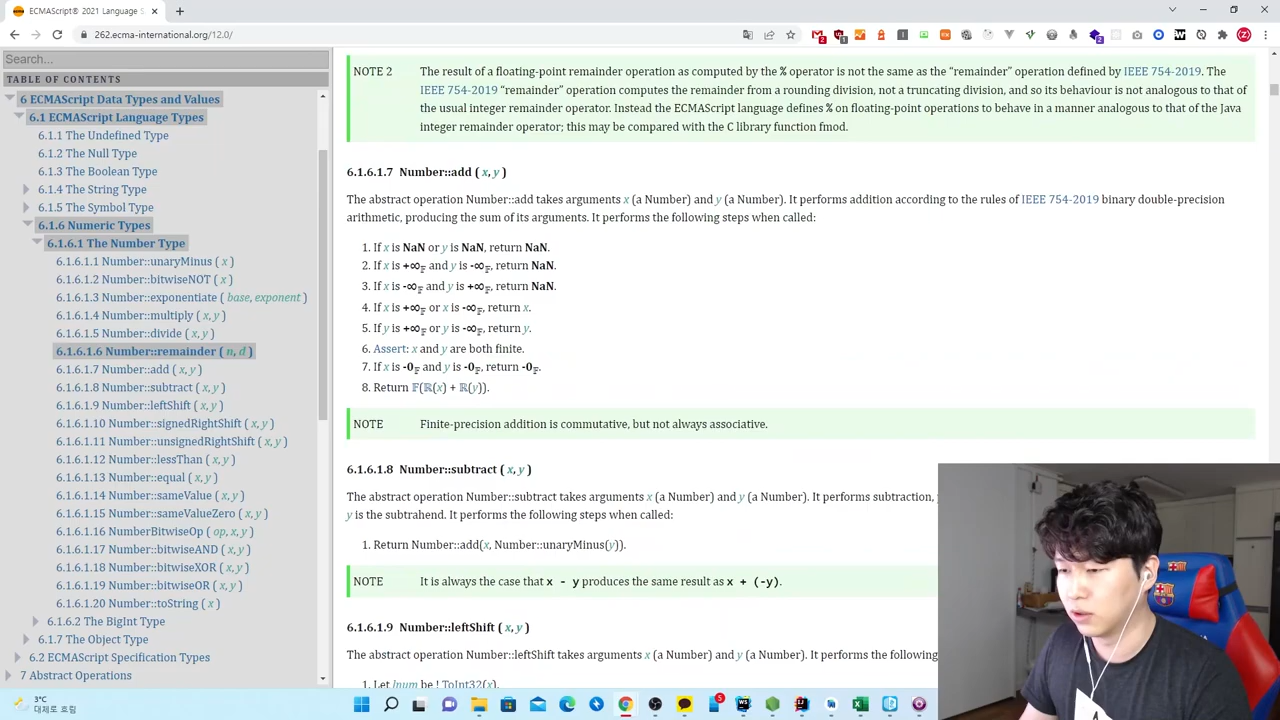 ECMAScript® 2021 Language S
262.ecma-international.org/12.0/
Search...
TABLE OF CONTENTS
6 ECMAScript Data Types and Values
6.1 ECMAScript Language Types
6.1.1 The Undefined Type
6.1.2 The Null Type
6.1.3 The Boolean Type
6.1.4 The String Type
6.1.5 The Symbol Type
6.1.6 Numeric Types
6.1.6.1 The Number Type
6.1.6.1.1 Number::unaryMinus ( x )
6.1.6.1.2 Number::bitwiseNOT ( x )
6.1.6.1.3 Number::exponentiate ( base, exponent )
6.1.6.1.4 Number::multiply ( x, y )
6.1.6.1.5 Number::divide ( x, y )
6.1.6.1.6 Number::remainder ( n, d )
6.1.6.1.7 Number::add ( x, y )
6.1.6.1.8 Number::subtract ( x, y )
6.1.6.1.9 Number::leftShift ( x, y )
6.1.6.1.10 Number::signedRightShift ( x, y )
6.1.6.1.11 Number::unsignedRightShift ( x, y )
6.1.6.1.12 Number::lessThan ( x, y )
6.1.6.1.13 Number::equal ( x, y )
6.1.6.1.14 Number::sameValue ( x, y )
6.1.6.1.15 Number::sameValueZero ( x, y )
6.1.6.1.16 NumberBitwiseOp ( op, x, y )
6.1.6.1.17 Number::bitwiseAND ( x, y )
6.1.6.1.18 Number::bitwiseXOR ( x, y )
6.1.6.1.19 Number::bitwiseOR ( x, y )
6.1.6.1.20 Number::toString ( x )
6.1.6.2 The BigInt Type
6.1.7 The Object Type
6.2 ECMAScript Specification Types
7 Abstract Operations
NOTE 2 The result of a floating-point remainder operation as computed by the % operator is not the same as the “remainder” operation defined by IEEE 754-2019. The
IEEE 754-2019 “remainder” operation computes the remainder from a rounding division, not a truncating division, and so its behaviour is not analogous to that of
the usual integer remainder operator. Instead the ECMAScript language defines % on floating-point operations to behave in a manner analogous to that of the Java
integer remainder operator; this may be compared with the C library function fmod.
6.1.6.1.7 Number::add ( x, y )
The abstract operation Number::add takes arguments x (a Number) and y (a Number). It performs addition according to the rules of IEEE 754-2019 binary double-precision
arithmetic, producing the sum of its arguments. It performs the following steps when called:
1. If x is NaN or y is NaN, return NaN.
2. If x is +∞𝔽 and y is -∞𝔽, return NaN.
3. If x is -∞𝔽 and y is +∞𝔽, return NaN.
4. If x is +∞𝔽 or x is -∞𝔽, return x.
5. If y is +∞𝔽 or y is -∞𝔽, return y.
6. Assert: x and y are both finite.
7. If x is -0𝔽 and y is -0𝔽, return -0𝔽.
8. Return 𝔽(ℝ(x) + ℝ(y)).
NOTE Finite-precision addition is commutative, but not always associative.
6.1.6.1.8 Number::subtract ( x, y )
The abstract operation Number::subtract takes arguments x (a Number) and y (a Number). It performs subtraction,
y is the subtrahend. It performs the following steps when called:
1. Return Number::add(x, Number::unaryMinus(y)).
NOTE It is always the case that x - y produces the same result as x + (-y).
6.1.6.1.9 Number::leftShift ( x, y )
The abstract operation Number::leftShift takes arguments x (a Number) and y (a Number). It performs the following
1. Let lnum be ! ToInt32(x).
3°C
대체로 흐림